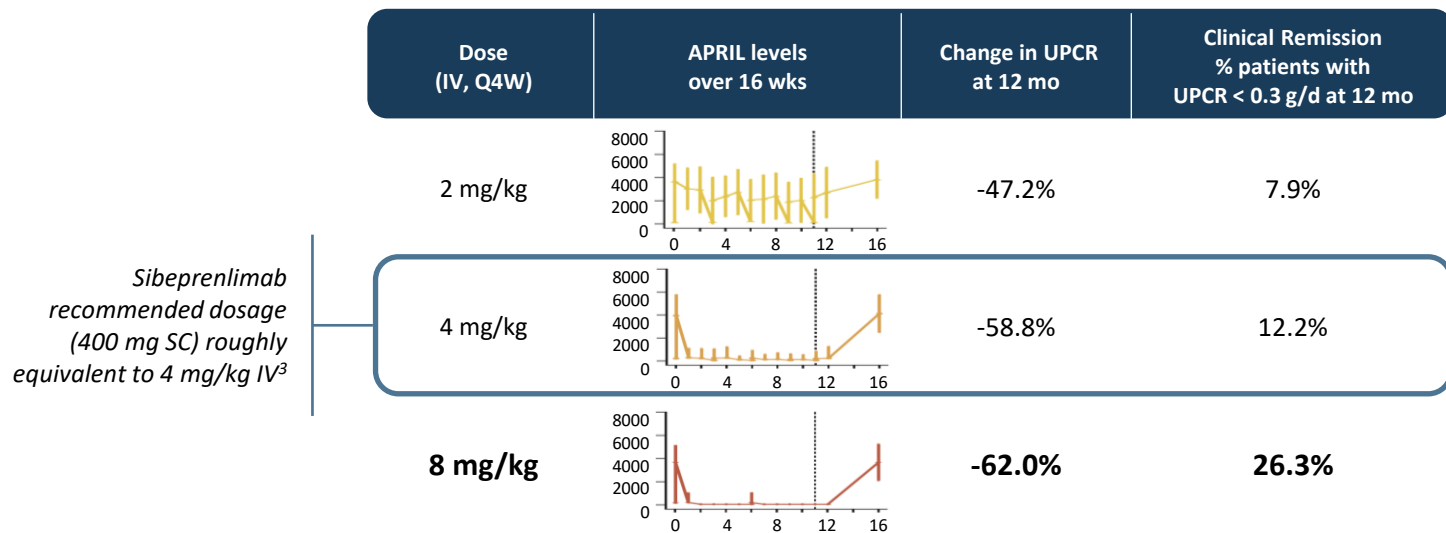 Dose
(IV, Q4W)
APRIL levels
over 16 wks
Change in UPCR
at 12 mo
Clinical Remission
% patients with
UPCR < 0.3 g/d at 12 mo
2 mg/kg
8000
6000
4000
2000
0
0 4 8 12 16
-47.2%
7.9%
Sibeprenlimab
recommended dosage
(400 mg SC) roughly
equivalent to 4 mg/kg IV³
4 mg/kg
8000
6000
4000
2000
0
0 4 8 12 16
-58.8%
12.2%
8 mg/kg
8000
6000
4000
2000
0
0 4 8 12 16
-62.0%
26.3%